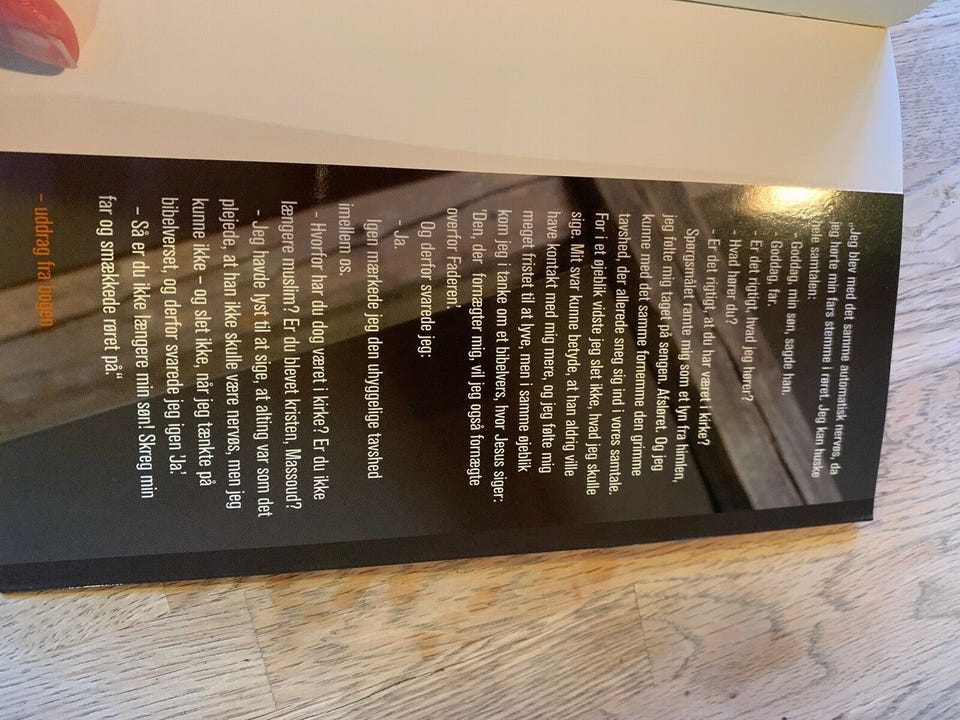 „Jeg blev med det samme automatisk nervøs, da
jeg hørte min fars stemme i røret. Jeg kan huske
hele samtalen:
- Goddag, min søn, sagde han.
- Goddag, far.
- Er det rigtigt, hvad jeg hører?
- Hvad hører du?
- Er det rigtigt, at du har været i kirke?
Spørgsmålet ramte mig som et lyn fra himlen,
jeg følte mig taget på sengen. Afsløret. Og jeg
kunne med det samme fornemme den grimme
tavshed, der allerede sneg sig ind i vores samtale.
For i et øjeblik vidste jeg slet ikke, hvad jeg skulle
sige. Mit svar kunne betyde, at han aldrig ville
have kontakt med mig mere, og jeg følte mig
meget fristet til at lyve, men i samme øjeblik
kom jeg i tanke om et bibelvers, hvor Jesus siger:
'Den, der fornægter mig, vil jeg også fornægte
overfor Faderen'.
Og derfor svarede jeg:
- Ja.
Igen mærkede jeg den uhyggelige tavshed
imellem os.
- Hvorfor har du dog været i kirke? Er du ikke
længere muslim? Er du blevet kristen, Massoud?
- Jeg havde lyst til at sige, at alting var som det
plejede, at han ikke skulle være nervøs, men jeg
kunne ikke – og slet ikke, når jeg tænkte på
bibelverset, og derfor svarede jeg igen 'Ja'.
– Så er du ikke længere min søn! Skreg min
far og smækkede røret på.“
– uddrag fra bogen